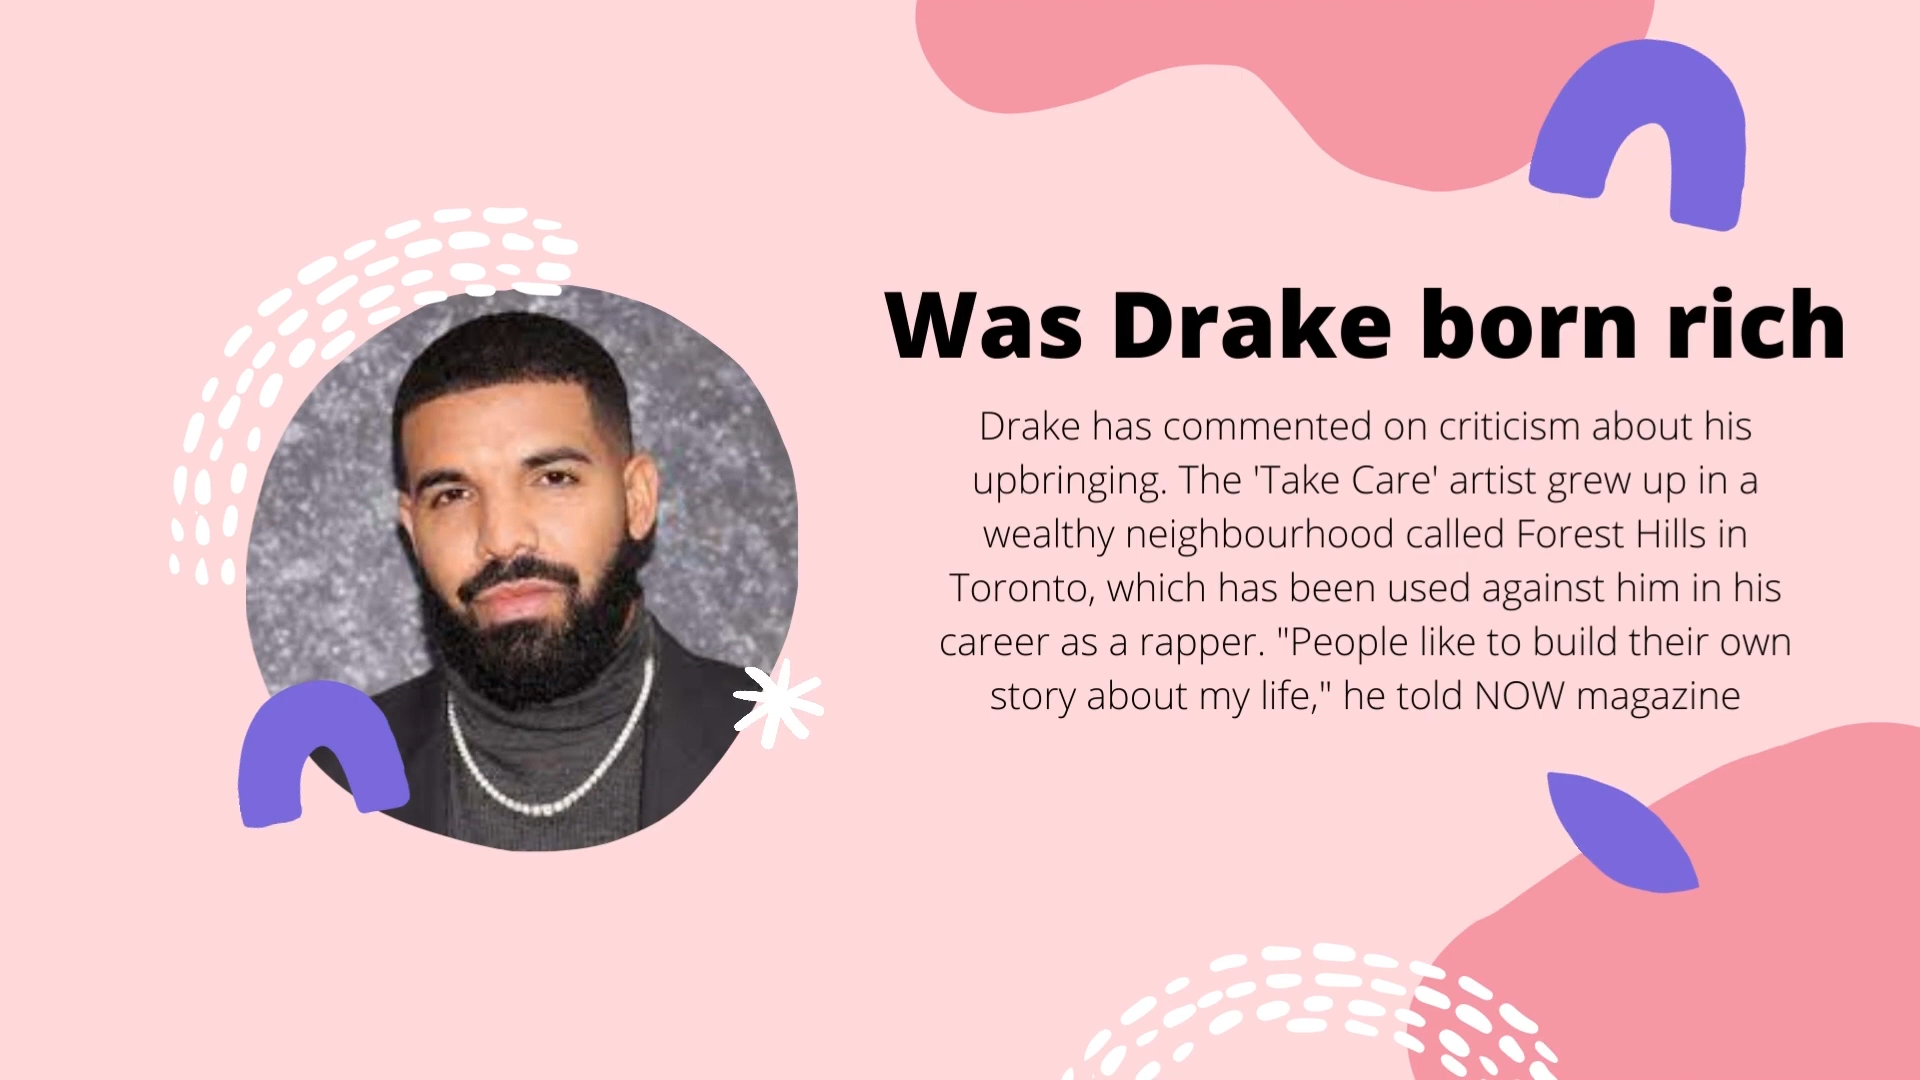 Was Drake born rich
Drake has commented on criticism about his
upbringing. The 'Take Care' artist grew up in a
wealthy neighbourhood called Forest Hills in
Toronto, which has been used against him in his
career as a rapper. "People like to build their own
story about my life," he told NOW magazine